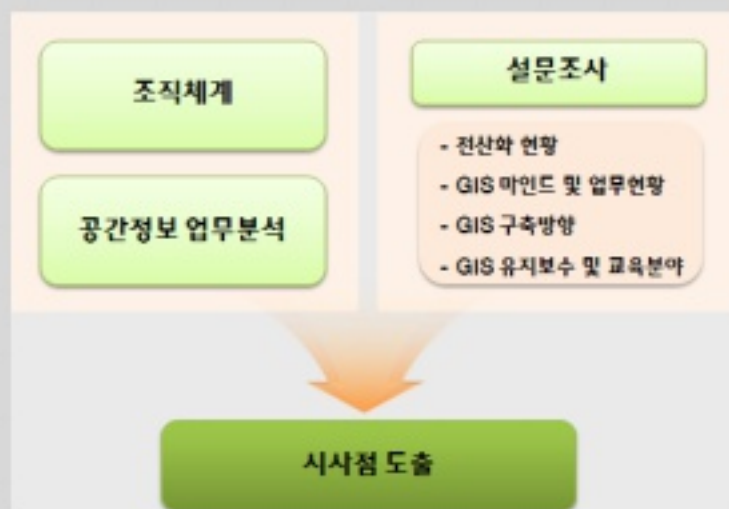 조직체계
공간정보 업무분석
설문조사
- 전산화 현황
- GIS 마인드 및 업무현황
- GIS 구축방향
- GIS 유지보수 및 교육분야
시사점 도출